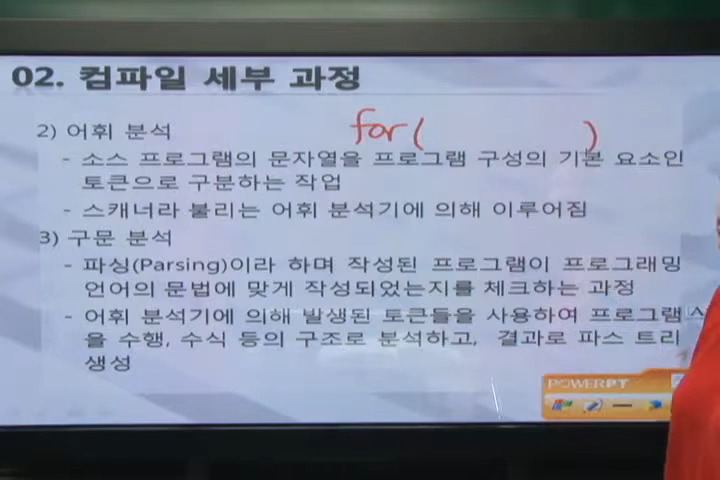 02. 컴파일 세부 과정
for( )
2) 어휘 분석
- 소스 프로그램의 문자열을 프로그램 구성의 기본 요소인
토큰으로 구분하는 작업
- 스캐너라 불리는 어휘 분석기에 의해 이루어짐
3) 구문 분석
- 파싱(Parsing)이라 하며 작성된 프로그램이 프로그래밍
언어의 문법에 맞게 작성되었는지를 체크하는 과정
- 어휘 분석기에 의해 발생된 토큰들을 사용하여 프로그램
을 수행, 수식 등의 구조로 분석하고, 결과로 파스 트리
생성
POWERPT